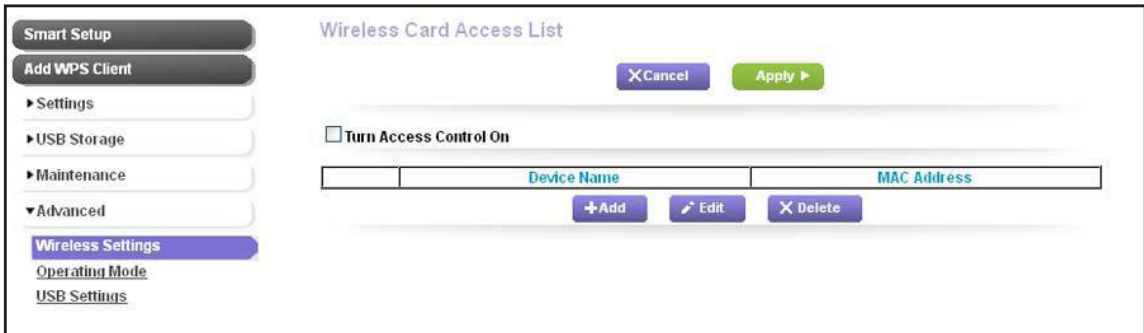 Smart Setup
Add WPS Client
Settings
USB Storage
Maintenance
Advanced
Wireless Settings
Operating Mode
USB Settings
Wireless Card Access List
Cancel Apply
Turn Access Control On
Device Name MAC Address
Add Edit Delete